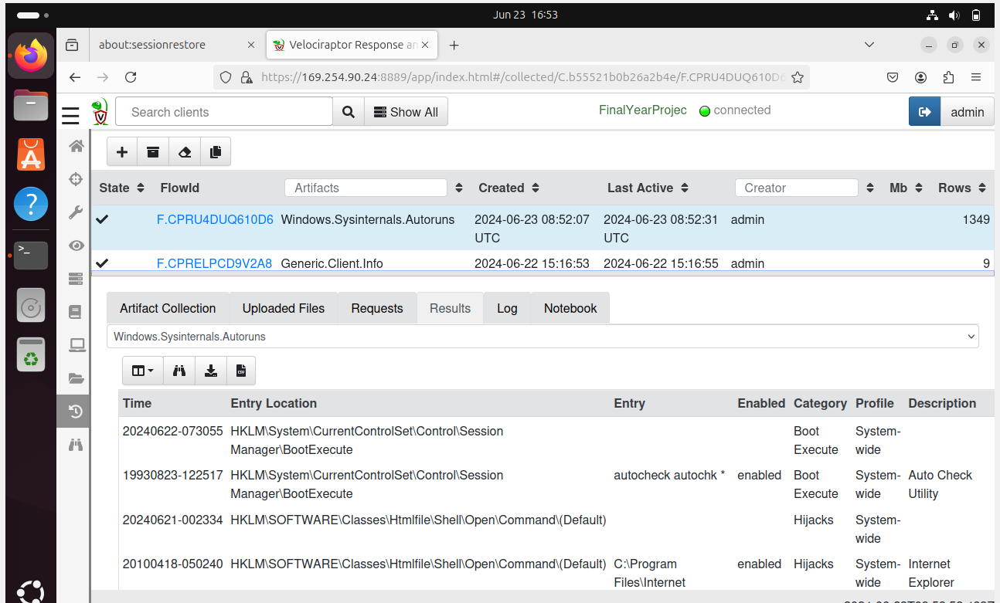 Jun 23 16:53
about:sessionrestore
Velociraptor Response an
https://169.254.90.24:8889/app/index.html#/collected/C.b55521b0b26a2b4e/F.CPRU4DUQ610D6
Search clients
Show All
FinalYearProjec
connected
admin
State FlowId Artifacts Created Last Active Creator Mb Rows
F.CPRU4DUQ610D6 Windows.Sysinternals.Autoruns 2024-06-23 08:52:07 2024-06-23 08:52:31 admin 1349
UTC UTC
F.CPRELPCD9V2A8 Generic.Client.Info 2024-06-22 15:16:53 2024-06-22 15:16:55 admin 9
Artifact Collection Uploaded Files Requests Results Log Notebook
Windows.Sysinternals.Autoruns
Time Entry Location Entry Enabled Category Profile Description
20240622-073055 HKLM\System\CurrentControlSet\Control\Session Boot System-
Manager\BootExecute Execute wide
19930823-122517 HKLM\System\CurrentControlSet\Control\Session autocheck autochk * enabled Boot System- Auto Check
Manager\BootExecute Execute wide Utility
20240621-002334 HKLM\SOFTWARE\Classes\Htmlfile\Shell\Open\Command\(Default) Hijacks System-
wide
20100418-050240 HKLM\SOFTWARE\Classes\Htmlfile\Shell\Open\Command\(Default) C:\Program enabled Hijacks System- Internet
Files\Internet wide Explorer